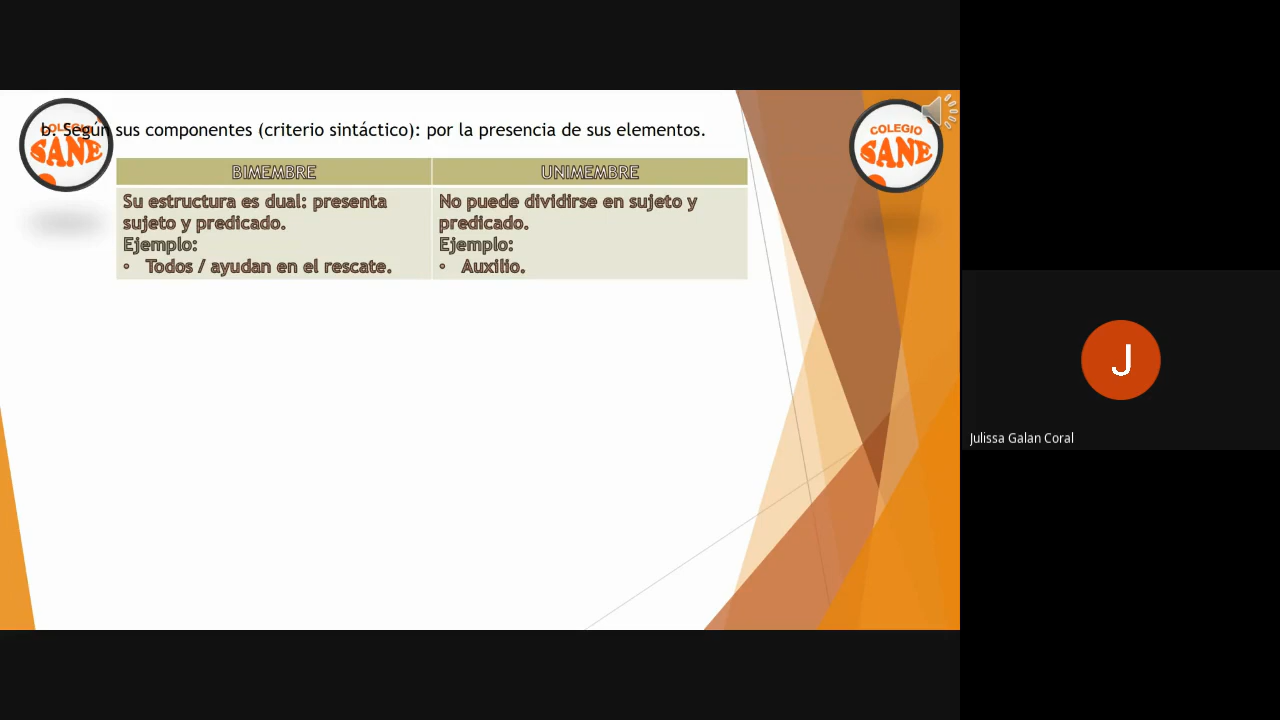 b. Según sus componentes (criterio sintáctico): por la presencia de sus elementos.
COLEGIO
SANE
COLEGIO
SANE
BIMEMBRE
UNIMEMBRE
Su estructura es dual: presenta
sujeto y predicado.
Ejemplo:
• Todos / ayudan en el rescate.
No puede dividirse en sujeto y
predicado.
Ejemplo:
• Auxilio.
J
Julissa Galan Coral